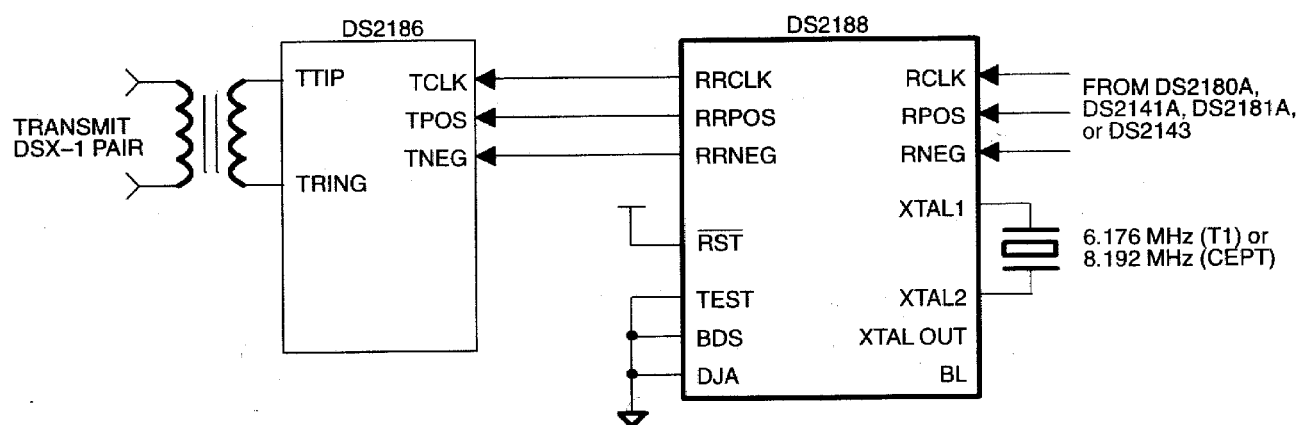 DS2186
DS2188
TTIP
TCLK
TPOS
TNEG
TRING
TRANSMIT
DSX–1 PAIR
RRCLK
RRPOS
RRNEG
RST
TEST
BDS
DJA
RCLK
RPOS
RNEG
XTAL1
XTAL2
XTAL OUT
BL
FROM DS2180A,
DS2141A, DS2181A,
or DS2143
6.176 MHz (T1) or
8.192 MHz (CEPT)